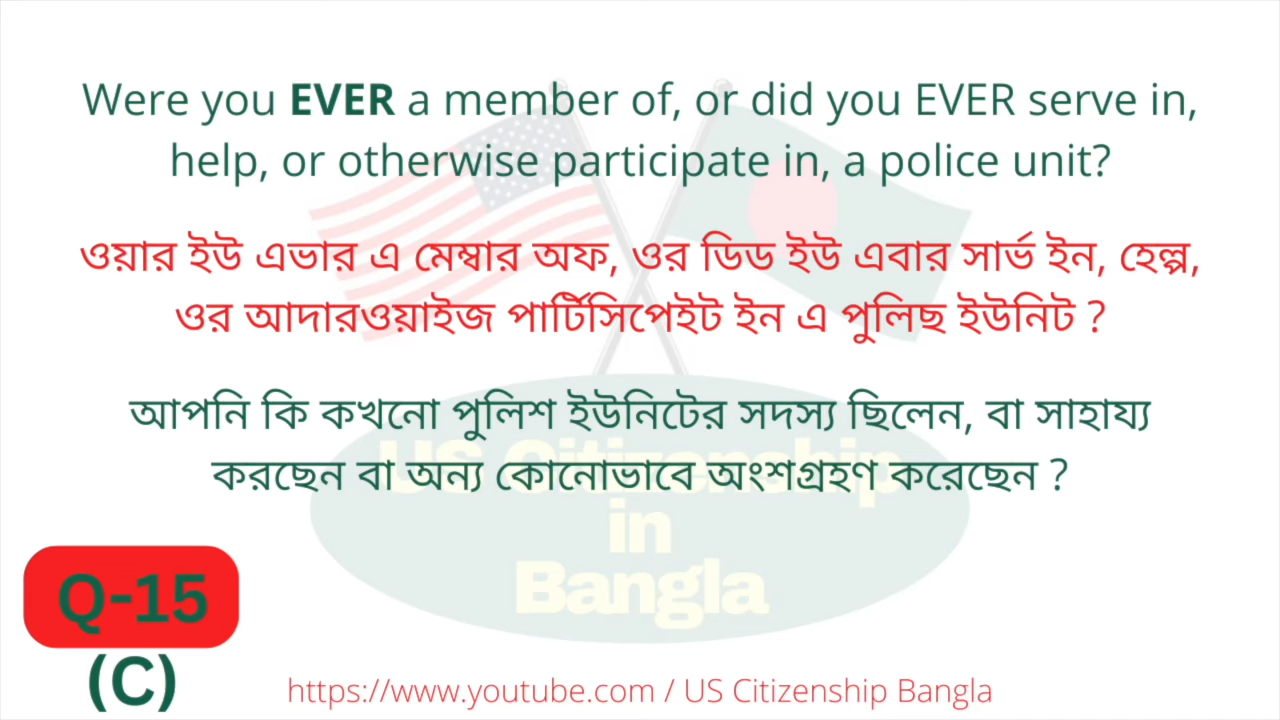 Were you EVER a member of, or did you EVER serve in,
help, or otherwise participate in, a police unit?
ওয়ার ইউ এভার এ মেম্বার অফ, ওর ডিড ইউ এবার সার্ভ ইন, হেল্প,
ওর আদারওয়াইজ পার্টিসিপেইট ইন এ পুলিছ ইউনিট ?
আপনি কি কখনো পুলিশ ইউনিটের সদস্য ছিলেন, বা সাহায্য
করছেন বা অন্য কোনোভাবে অংশগ্রহণ করেছেন ?
US Citizenship
in
Bangla
Q-15
(C)
https://www.youtube.com / US Citizenship Bangla